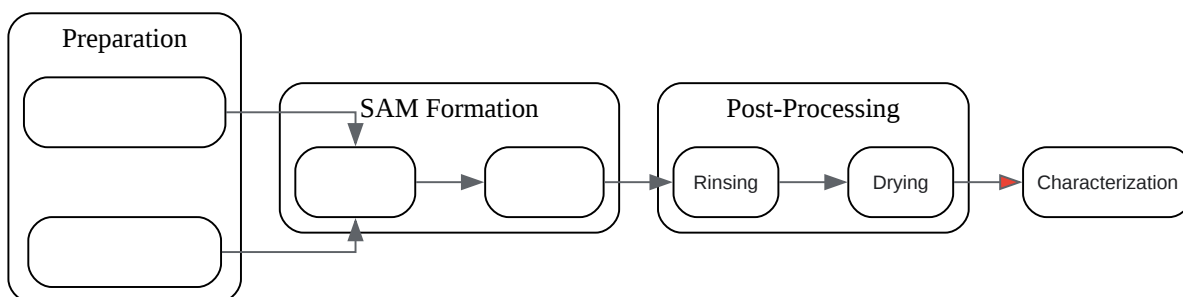 Preparation
SAM Formation
Post-Processing
Rinsing
Drying
Characterization